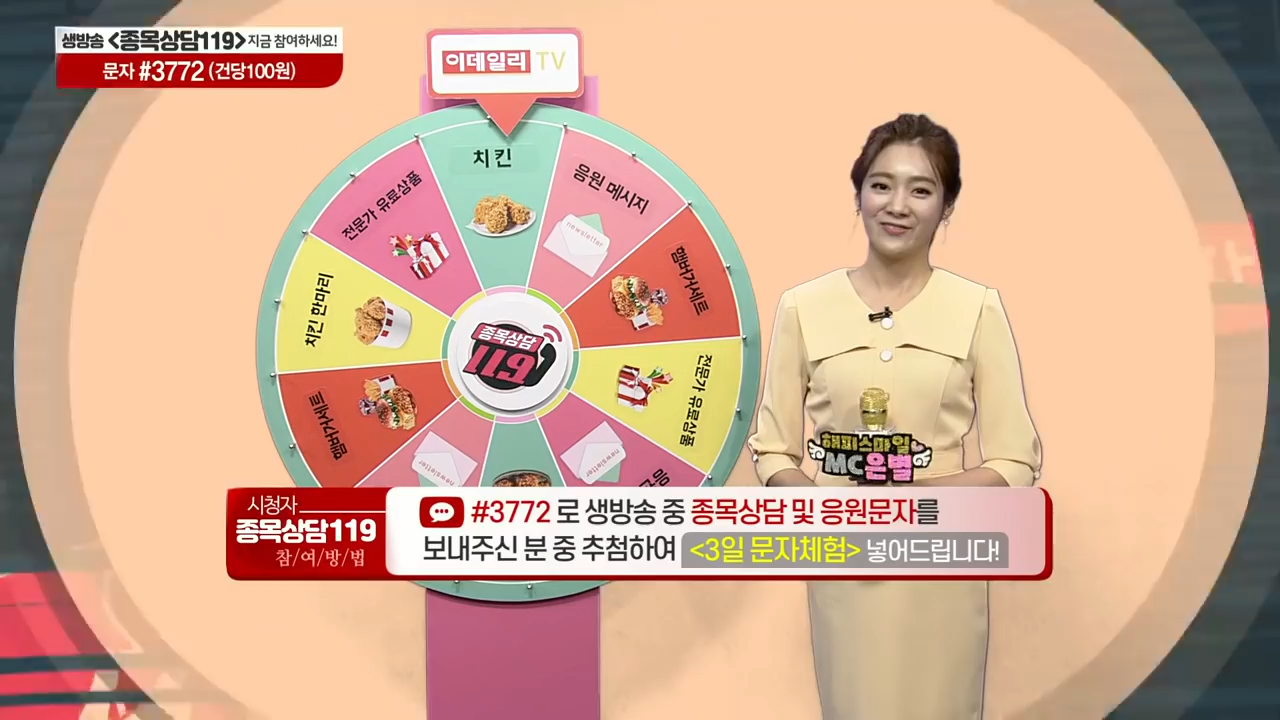 생방송 <종목상담119> 지금 참여하세요!
문자 #3772 (건당100원)
이데일리 TV
치킨
응원 메시지
newsletter
햄버거세트
전문가 유료상품
newsletter
newsletter
햄버거세트
치킨 한마리
전문가 유료상품
종목상담
119
해피스마일
MC은별
시청자
종목상담119
참/여/방/법
#3772 로 생방송 중 종목상담 및 응원문자를
보내주신 분 중 추첨하여 <3일 문자체험> 넣어드립니다!